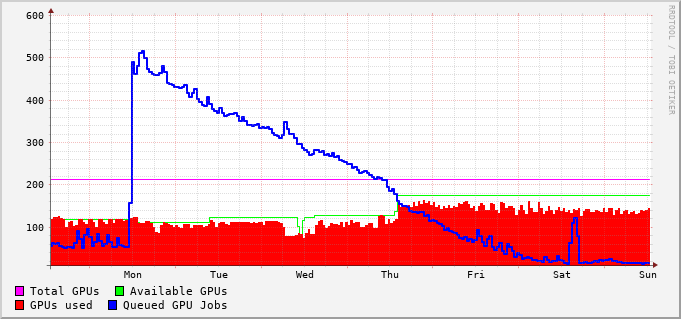 RRDTOOL / TOBI OETIKER
600
500
400
300
200
100
Mon Tue Wed Thu Fri Sat Sun
Total GPUs Available GPUs
GPUs used Queued GPU Jobs